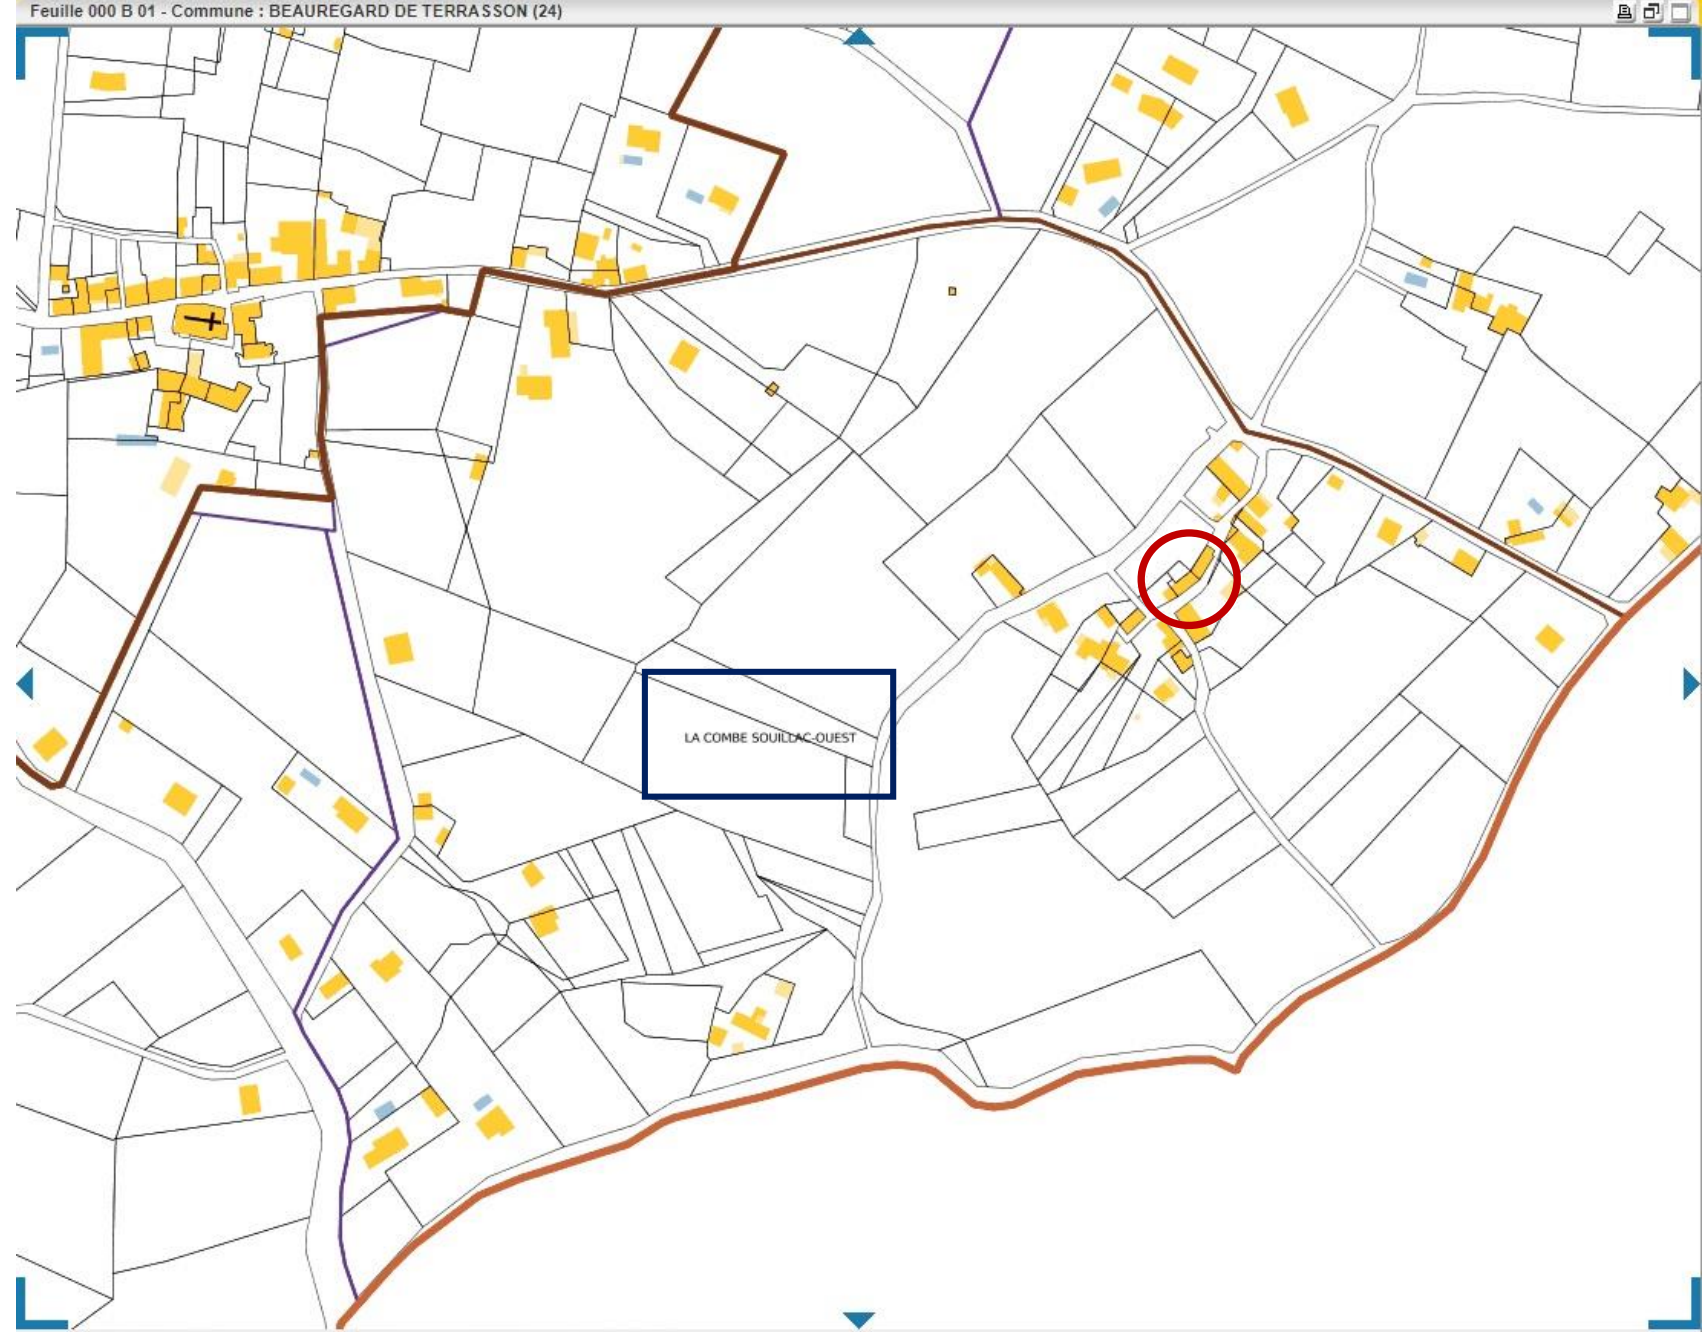 Feuille 000 B 01 - Commune : BEAUREGARD DE TERRASSON (24)
LA COMBE SOUILLAC-OUEST